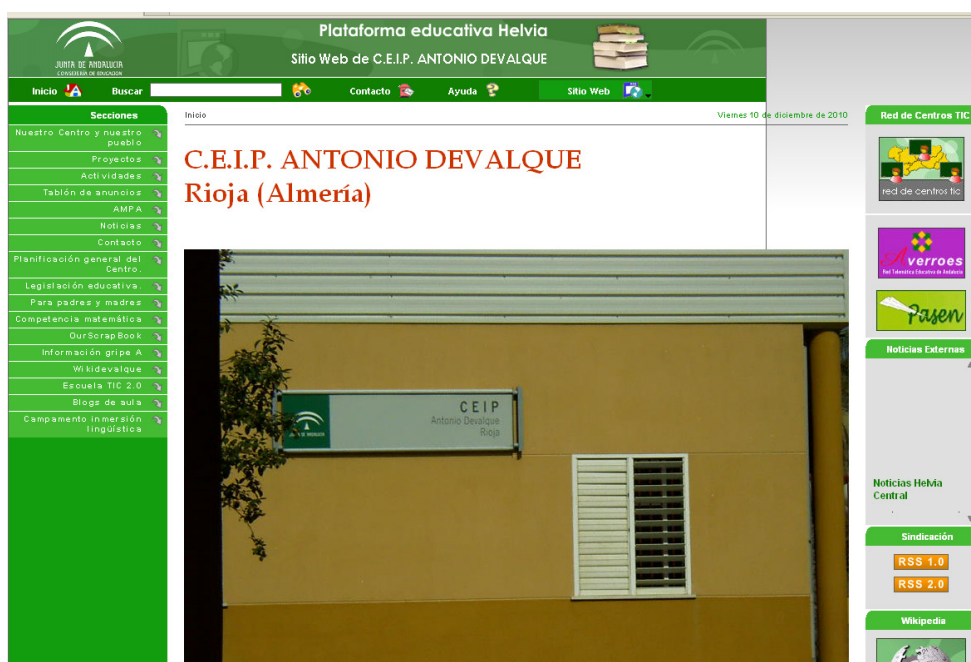 Plataforma educativa Helvia
JUNTA DE ANDALUCIA
CONSEJERÍA DE EDUCACIÓN
Sitio Web de C.E.I.P. ANTONIO DEVALQUE
Inicio
Buscar
Contacto
Ayuda
Sitio Web
Secciones
Nuestro Centro y nuestro
pueblo
Proyectos
Actividades
Tablón de anuncios
AMPA
Noticias
Contacto
Planificación general del
Centro.
Legislación educativa.
Para padres y madres
Competencia matemática
OurScrapBook
Información gripe A
Wikidevalque
Escuela TIC 2.0
Blogs de aula
Campamento inmersión
lingüística
Inicio
Viernes 10 de diciembre de 2010
C.E.I.P. ANTONIO DEVALQUE
Rioja (Almería)
JUNTA DE ANDALUCIA
CEIP
Antonio Devalque
Rioja
Red de Centros TIC
red de centros tic
Averroes
Red Telemática Educativa de Andalucía
Pasen
Noticias Externas
Noticias Helvia
Central
Sindicación
RSS 1.0
RSS 2.0
Wikipedia